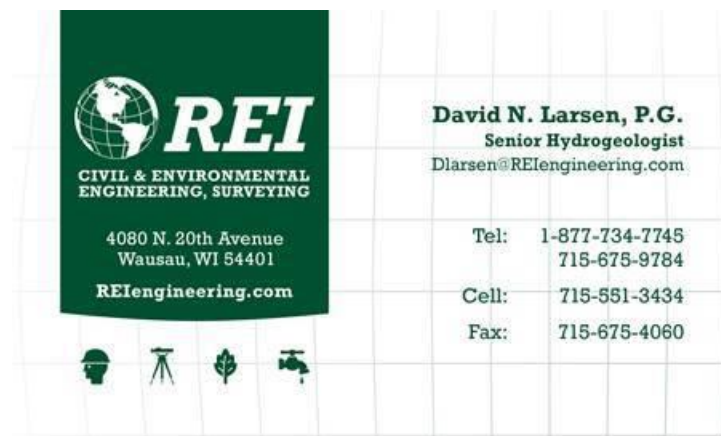 REI
CIVIL & ENVIRONMENTAL
ENGINEERING, SURVEYING
4080 N. 20th Avenue
Wausau, WI 54401
REIengineering.com
David N. Larsen, P.G.
Senior Hydrogeologist
Dlarsen@REIengineering.com
Tel: 1-877-734-7745
715-675-9784
Cell: 715-551-3434
Fax: 715-675-4060